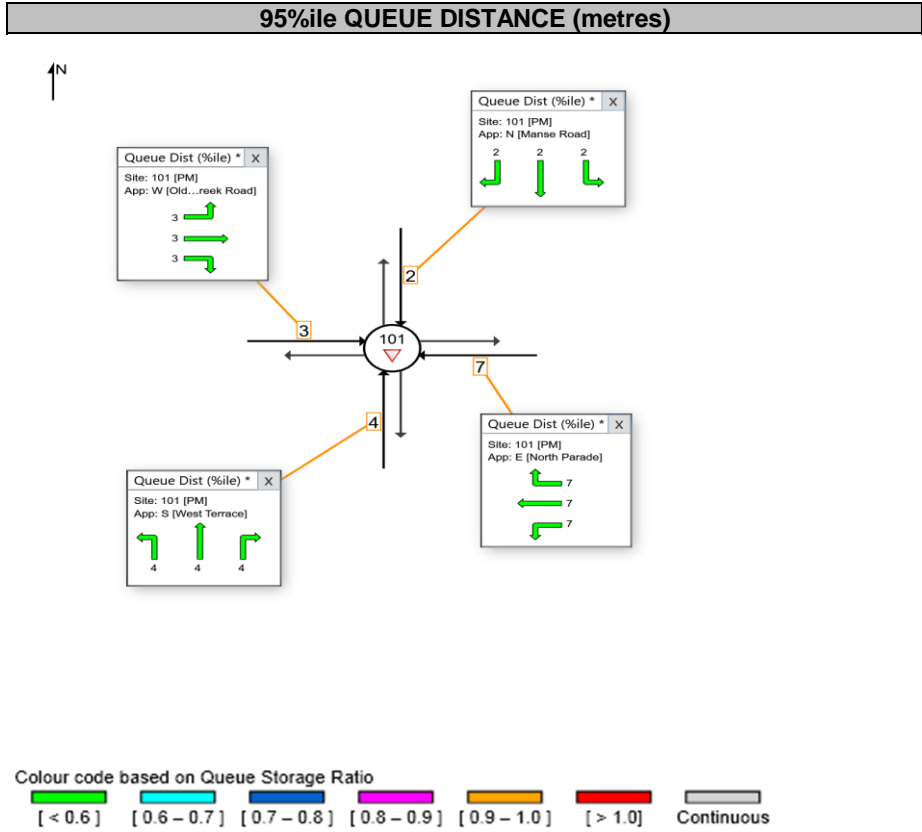 95%ile QUEUE DISTANCE (metres)
N
Queue Dist (%ile) * X
Site: 101 [PM]
App: N [Manse Road]
2 2 2
Queue Dist (%ile) * X
Site: 101 [PM]
App: W [Old...reek Road]
3
3
3
2
3
101
7
4
Queue Dist (%ile) * X
Site: 101 [PM]
App: E [North Parade]
7
7
7
Queue Dist (%ile) * X
Site: 101 [PM]
App: S [West Terrace]
4 4 4
Colour code based on Queue Storage Ratio
[ < 0.6 ] [ 0.6 – 0.7 ] [ 0.7 – 0.8 ] [ 0.8 – 0.9 ] [ 0.9 – 1.0 ] [ > 1.0 ] Continuous